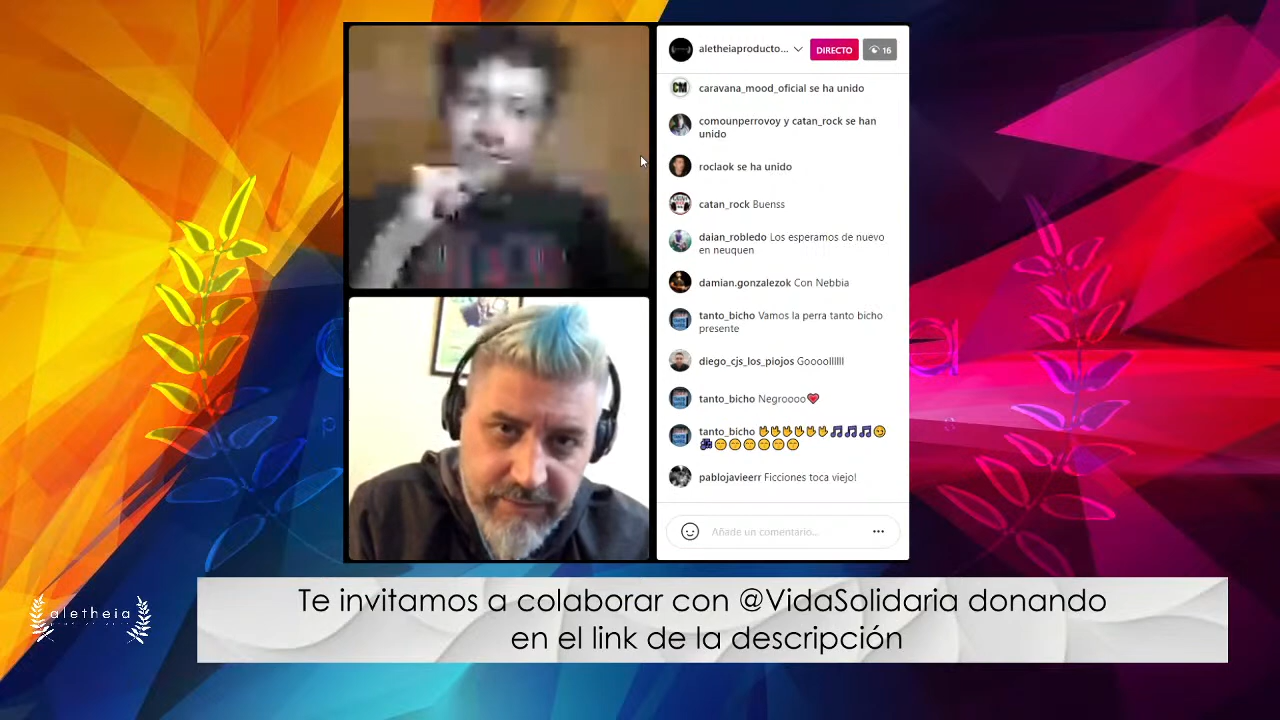 aletheiaproducto...
DIRECTO
16
caravana_mood_oficial se ha unido
comounperrovoy y catan_rock se han
unido
roclaok se ha unido
catan_rock Buenss
daian_robledo Los esperamos de nuevo
en neuquen
damian.gonzalezok Con Nebbia
tanto_bicho Vamos la perra tanto bicho
presente
diego_cjs_los_piojos Goooollllll
tanto_bicho Negroooo❤️
tanto_bicho
pablojavieerr Ficciones toca viejo!
Añade un comentario...
aletheia
Te invitamos a colaborar con @VidaSolidaria donando
en el link de la descripción